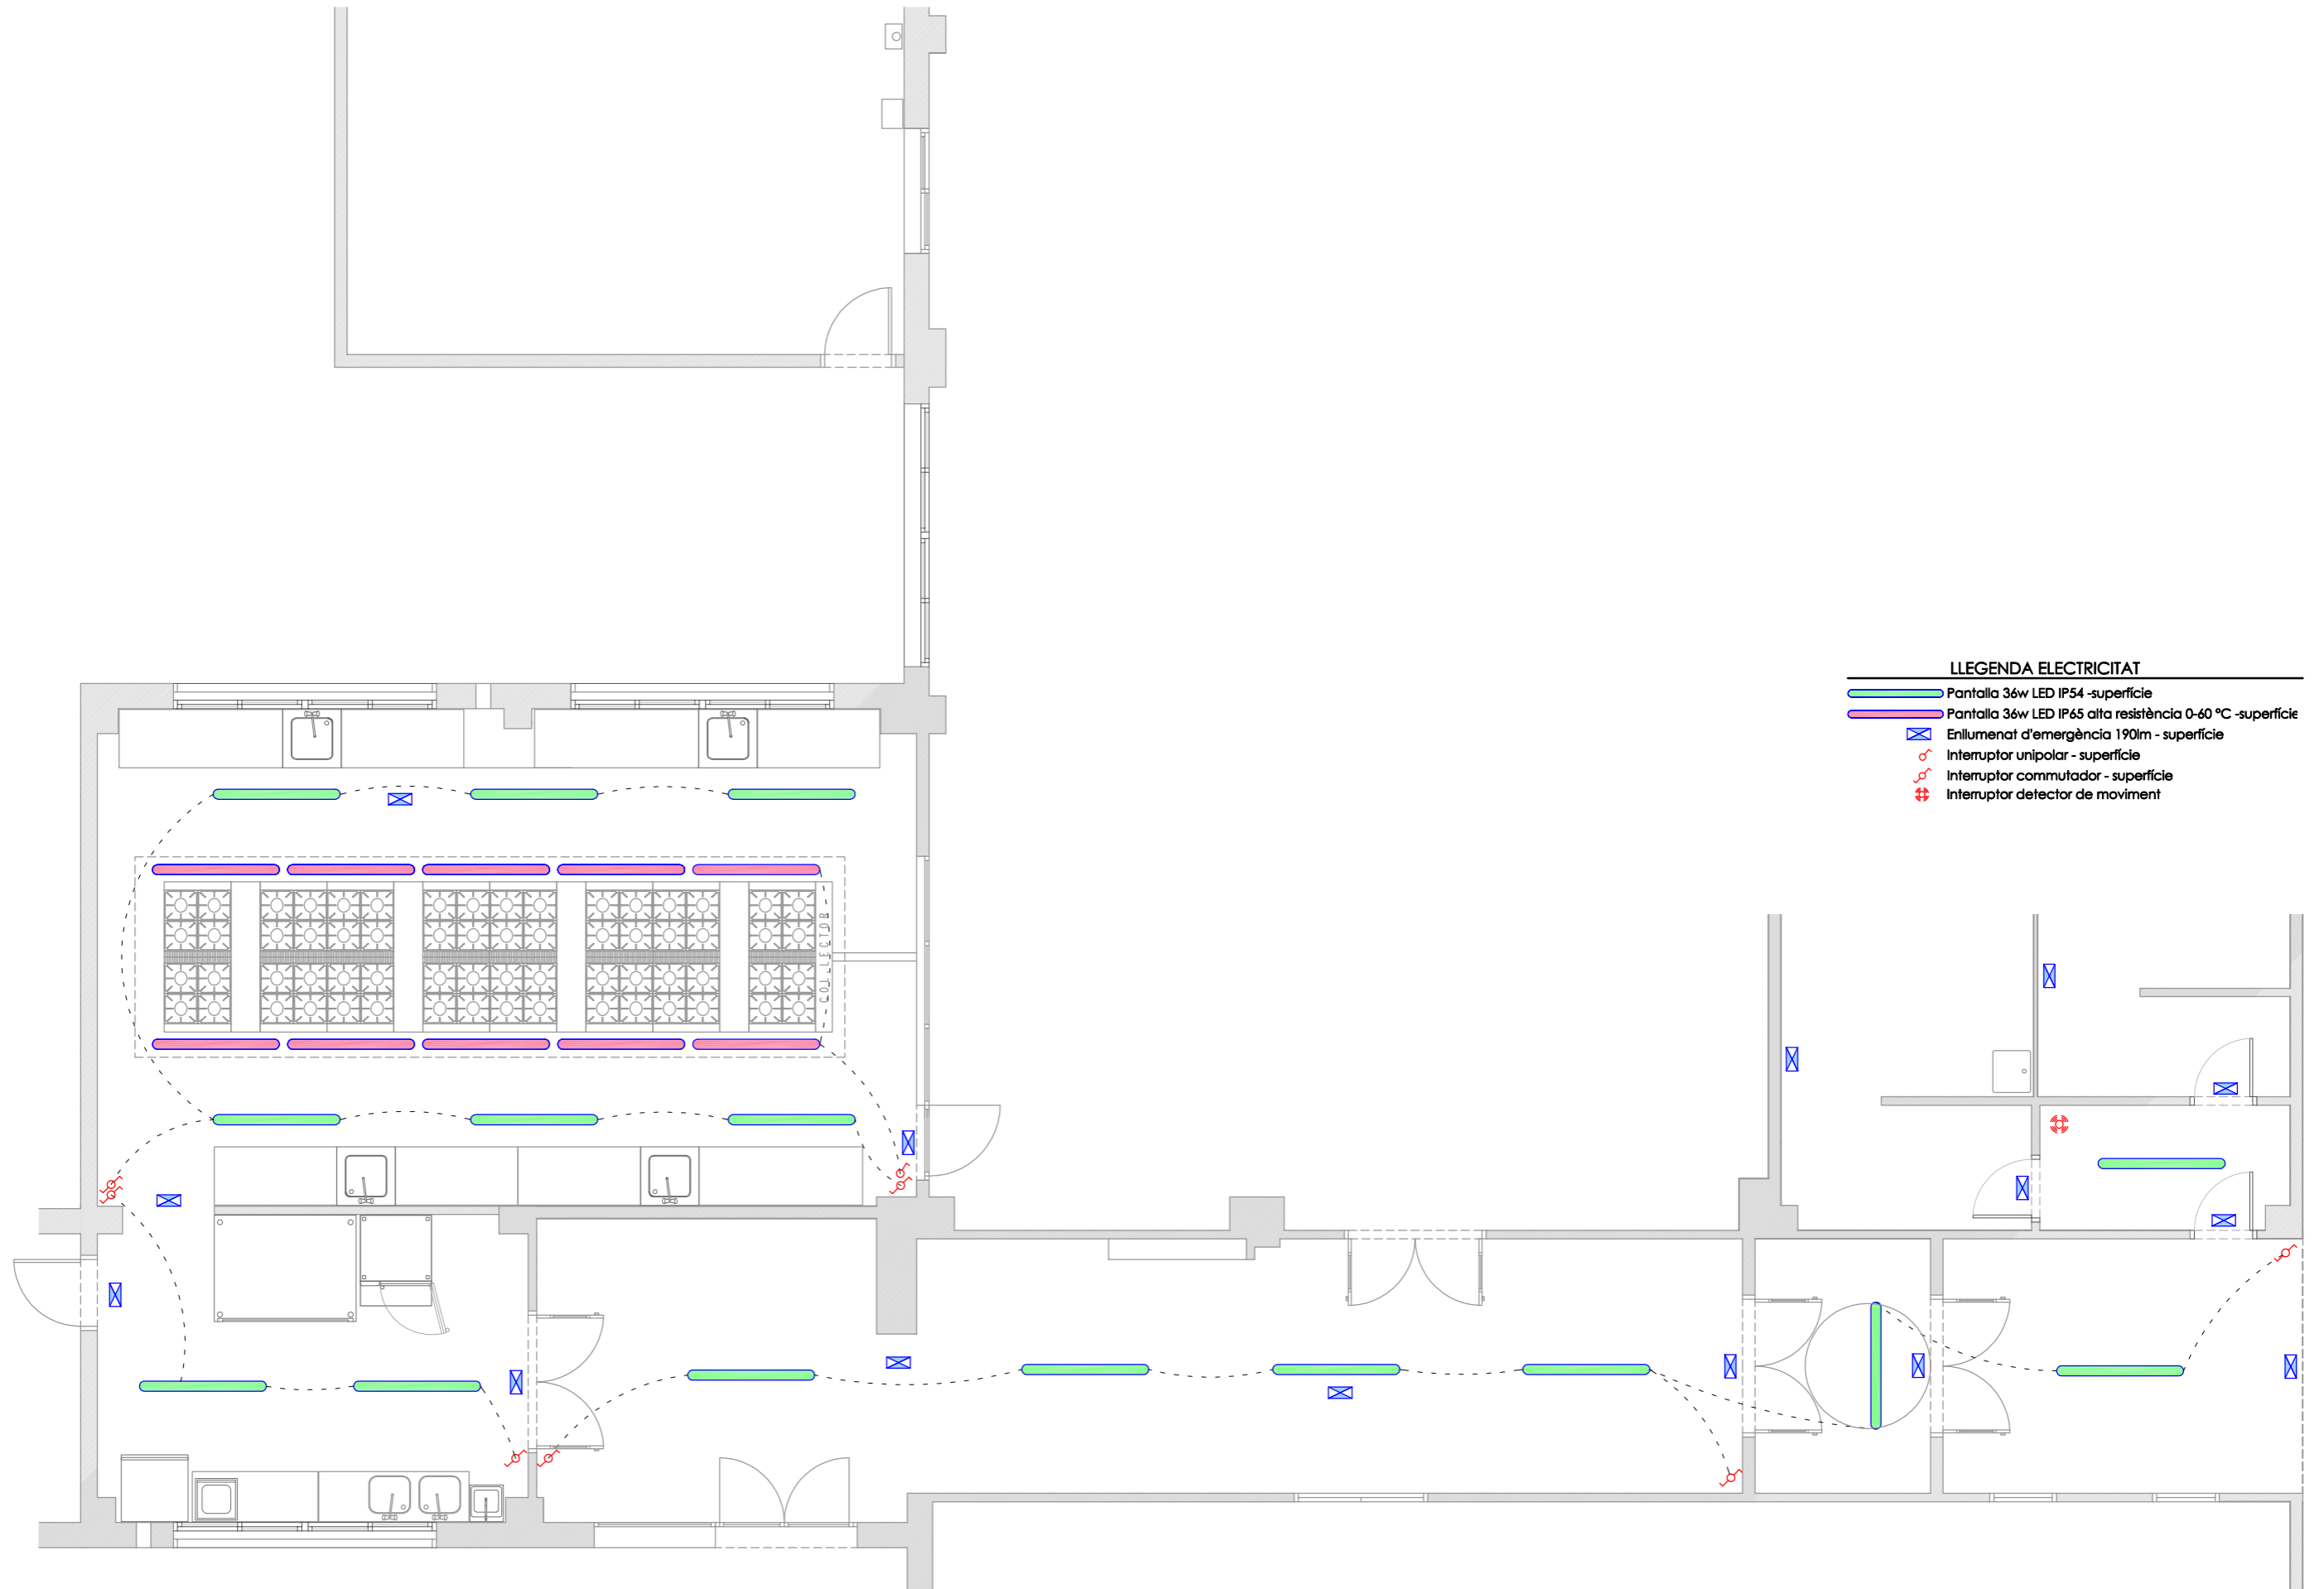 LLEGENDA ELECTRICITAT
Pantalla 36w LED IP54 -superfície
Pantalla 36w LED IP65 alta resistència 0-60 ºC -superfície
Enllumenat d'emergència 190lm - superfície
Interruptor unipolar - superfície
Interruptor commutador - superfície
Interruptor detector de moviment
COL.LECTOR